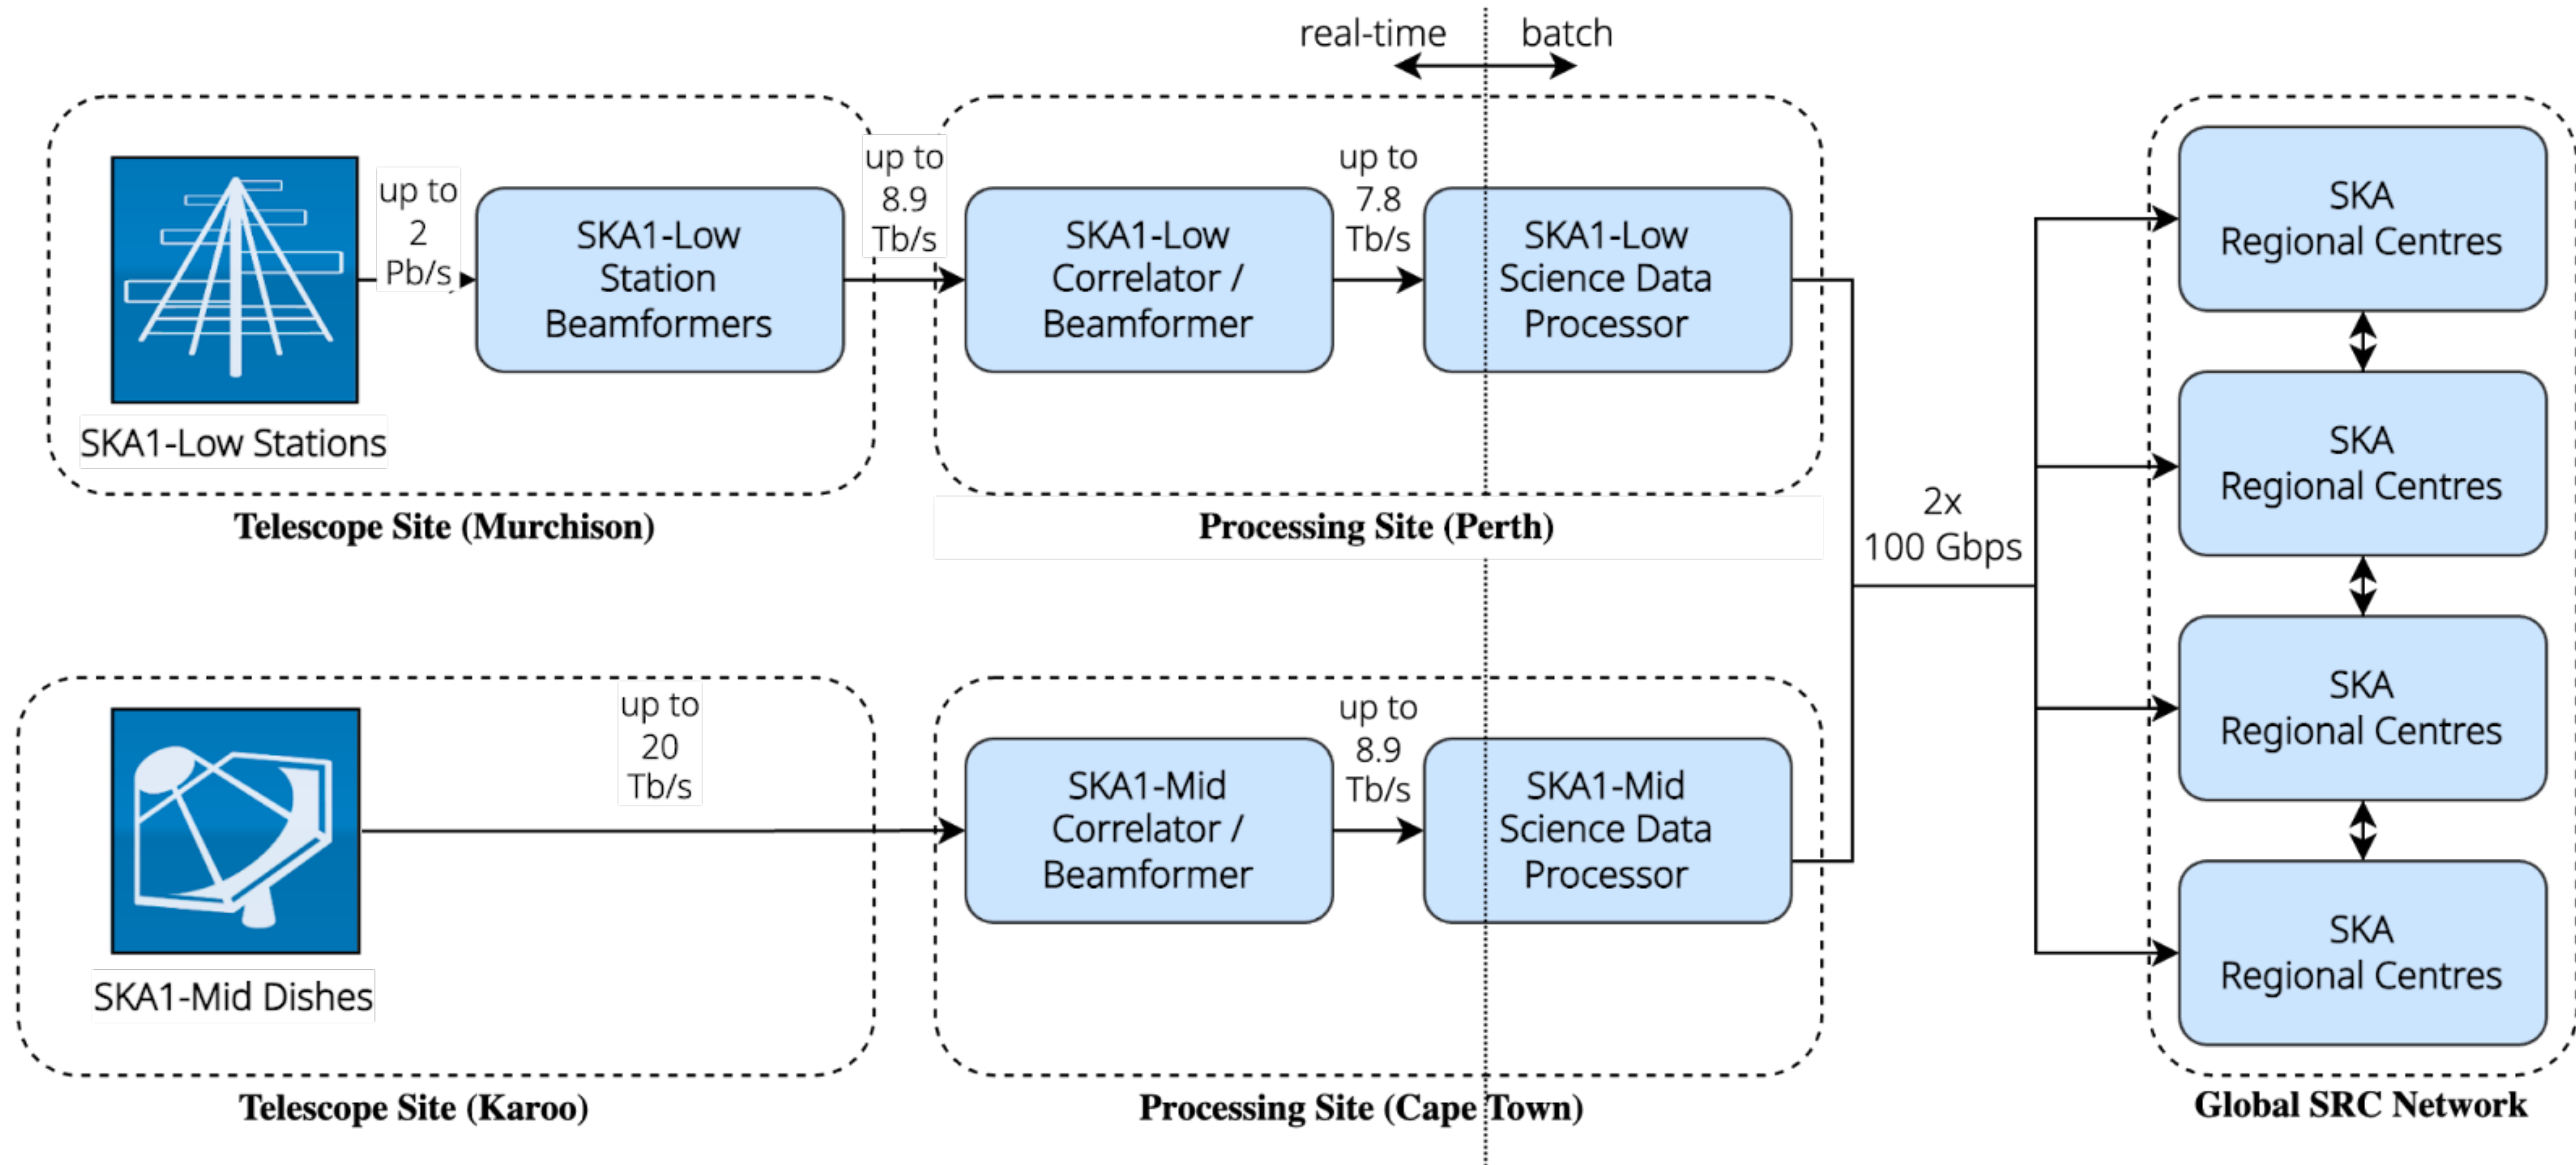 real-time
batch
up to
2
Pb/s
SKA1-Low
Station
Beamformers
up to
8.9
Tb/s
SKA1-Low
Correlator /
Beamformer
up to
7.8
Tb/s
SKA1-Low
Science Data
Processor
SKA1-Low Stations
Telescope Site (Murchison)
Processing Site (Perth)
2x
100 Gbps
up to
20
Tb/s
SKA1-Mid
Correlator /
Beamformer
up to
8.9
Tb/s
SKA1-Mid
Science Data
Processor
SKA1-Mid Dishes
Telescope Site (Karoo)
Processing Site (Cape Town)
SKA
Regional Centres
SKA
Regional Centres
SKA
Regional Centres
SKA
Regional Centres
Global SRC Network